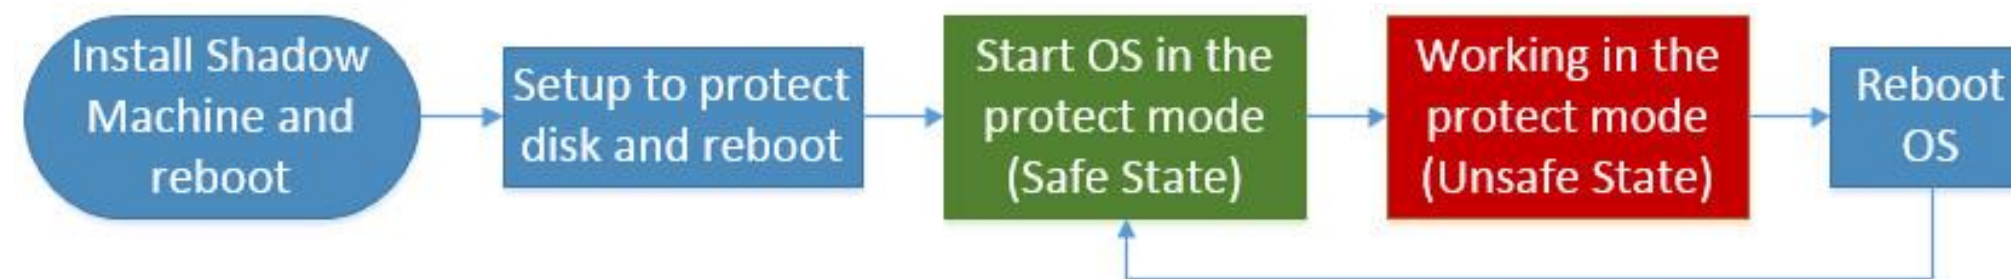 Install Shadow
Machine and
reboot
Setup to protect
disk and reboot
Start OS in the
protect mode
(Safe State)
Working in the
protect mode
(Unsafe State)
Reboot
OS